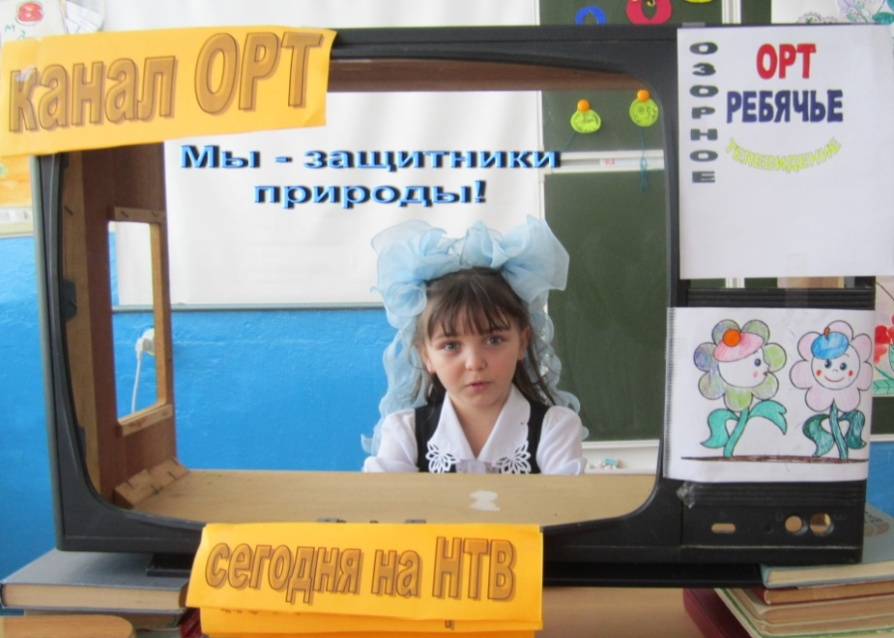 канал ОРТ
Мы - защитники
природы!
ОЗОРНОЕ
ОРТ
РЕБЯЧЬЕ
ТЕЛЕВИДЕНИЕ
сегодня на НТВ